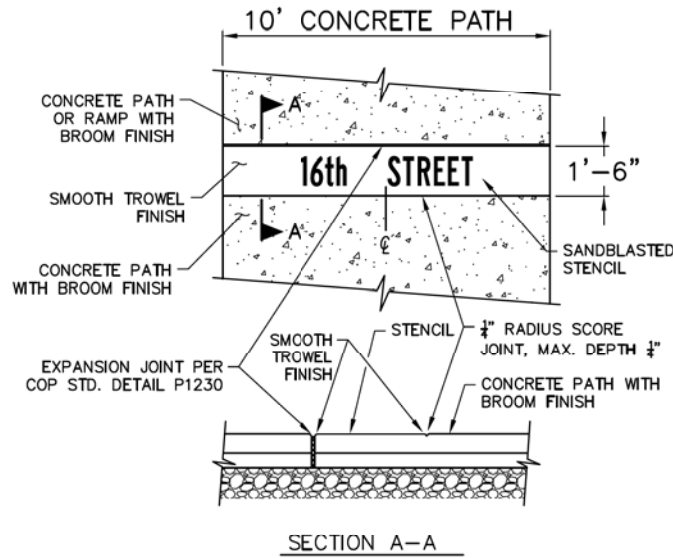 10' CONCRETE PATH
CONCRETE PATH
OR RAMP WITH
BROOM FINISH
A
16th STREET
1'-6"
SMOOTH TROWEL
FINISH
A
℄
SANDBLASTED
STENCIL
CONCRETE PATH
WITH BROOM FINISH
EXPANSION JOINT PER
COP STD. DETAIL P1230
SMOOTH
TROWEL
FINISH
STENCIL
¼" RADIUS SCORE
JOINT, MAX. DEPTH ¼"
CONCRETE PATH WITH
BROOM FINISH
SECTION A-A